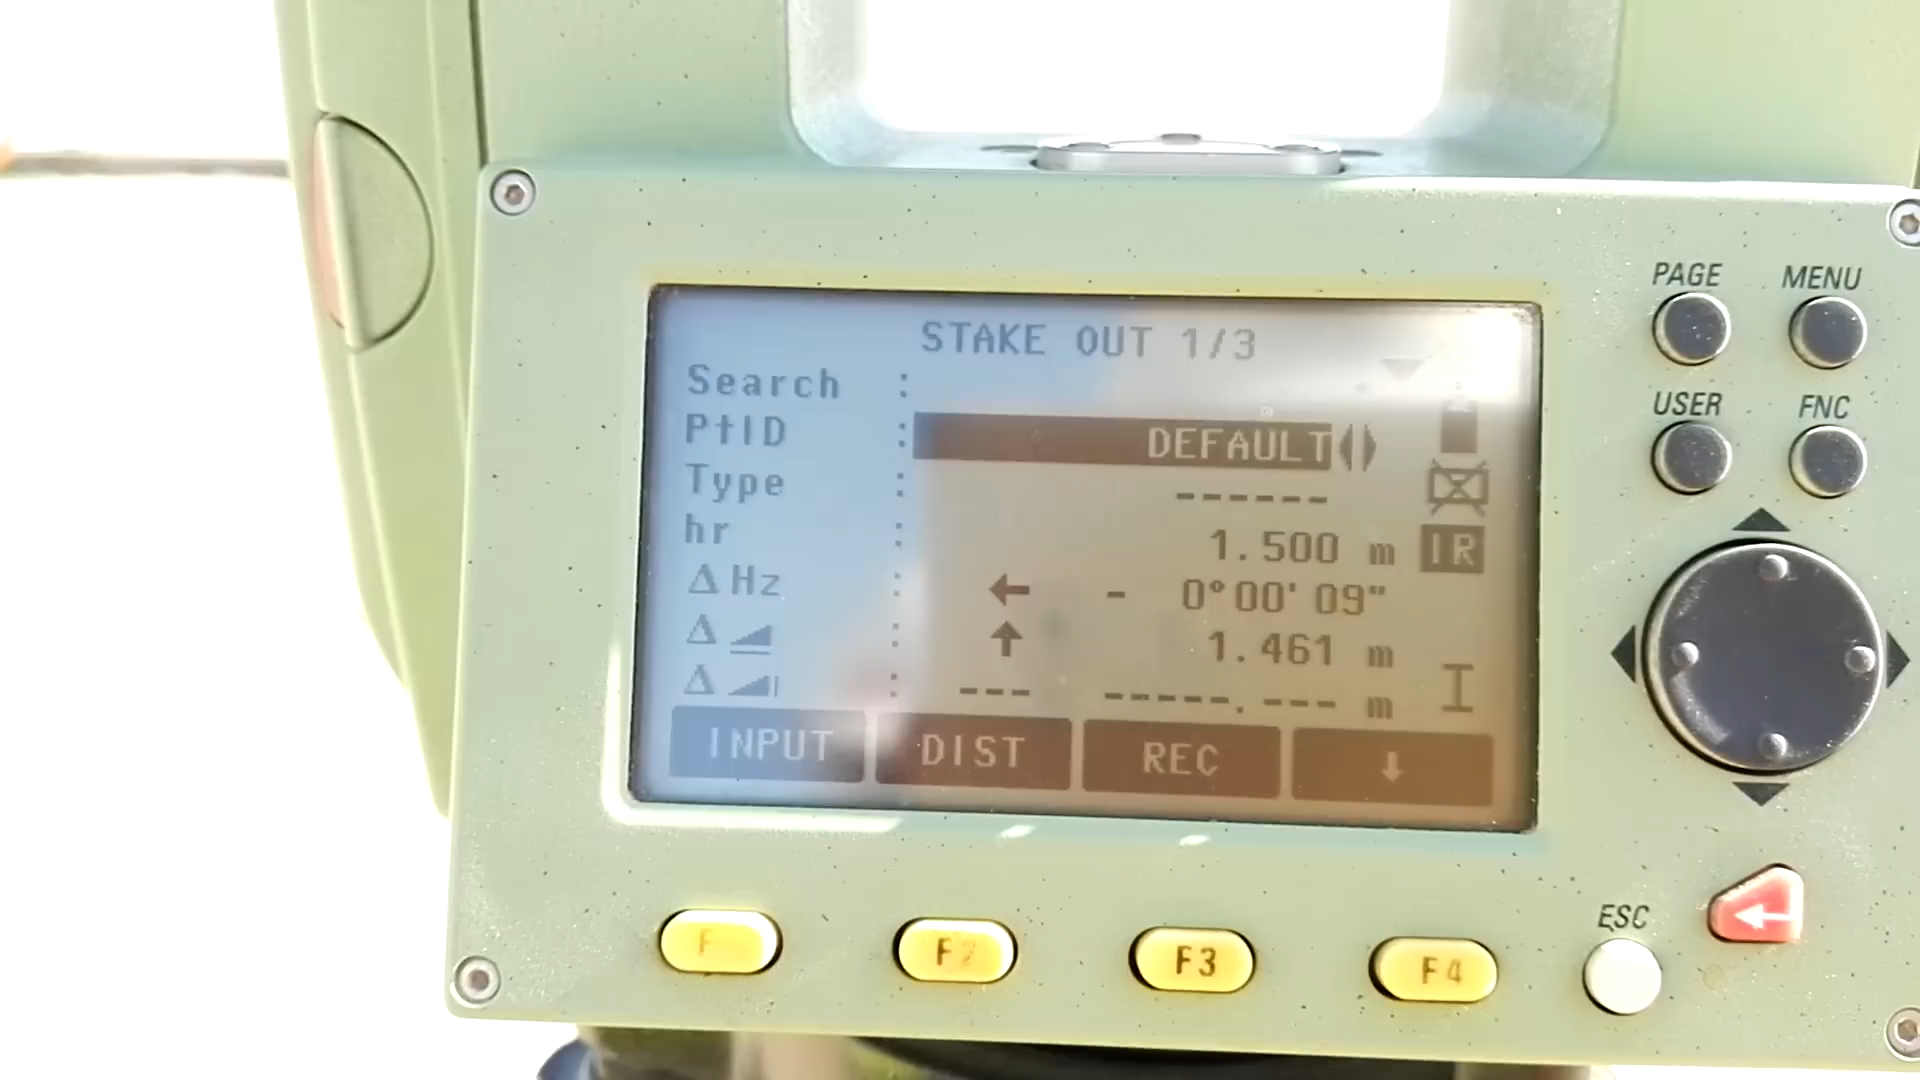 STAKE OUT 1/3
Search :
PtID : DEFAULT
Type : ------
hr : 1.500 m
Δ Hz : ← - 0°00'09"
Δ : ↑ 1.461 m
Δ : --- -----.--- m
IR
I
INPUT DIST REC ↓
PAGE MENU
USER FNC
F F2 F3 F4
ESC